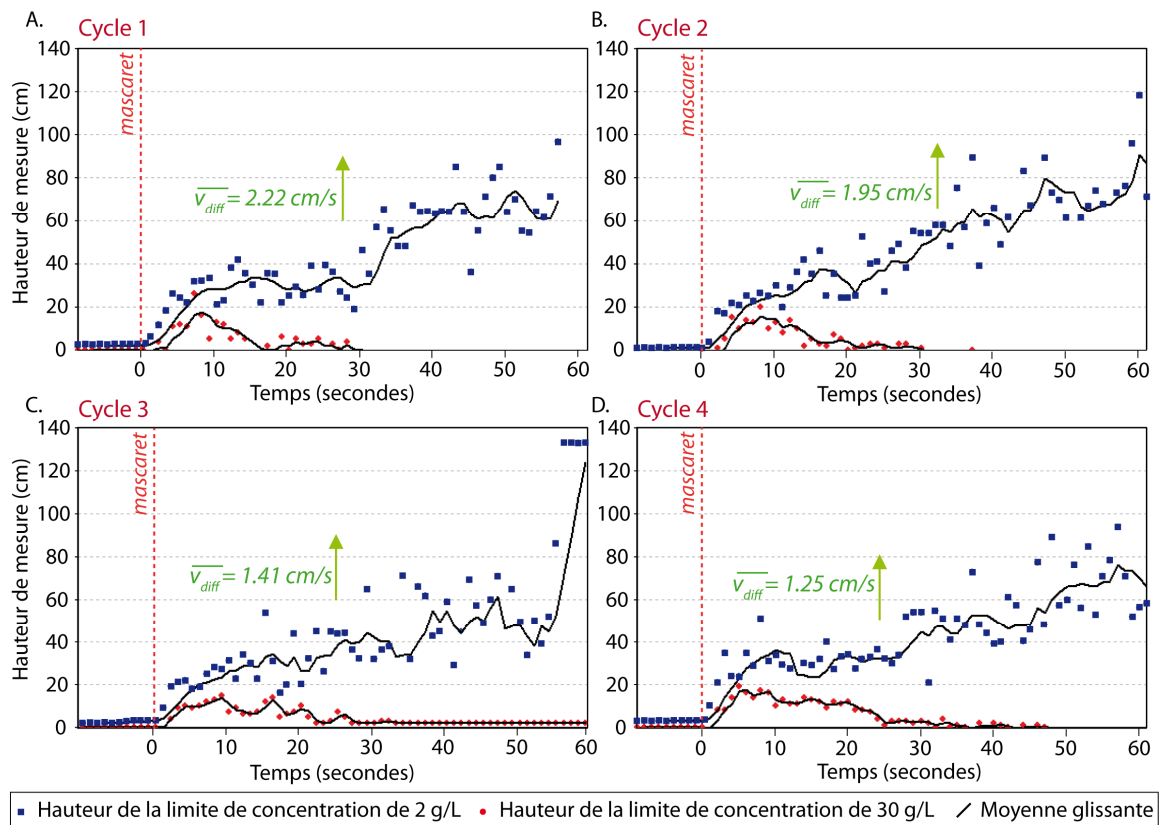 A.
Cycle 1
140
120
100
80
60
40
20
0
Hauteur de mesure (cm)
mascaret
v_diff = 2.22 cm/s
0 10 20 30 40 50 60
Temps (secondes)
B.
Cycle 2
140
120
100
80
60
40
20
0
mascaret
v_diff = 1.95 cm/s
0 10 20 30 40 50 60
Temps (secondes)
C.
Cycle 3
140
120
100
80
60
40
20
0
Hauteur de mesure (cm)
mascaret
v_diff = 1.41 cm/s
0 10 20 30 40 50 60
Temps (secondes)
D.
Cycle 4
140
120
100
80
60
40
20
0
mascaret
v_diff = 1.25 cm/s
0 10 20 30 40 50 60
Temps (secondes)
Hauteur de la limite de concentration de 2 g/L Hauteur de la limite de concentration de 30 g/L Moyenne glissante